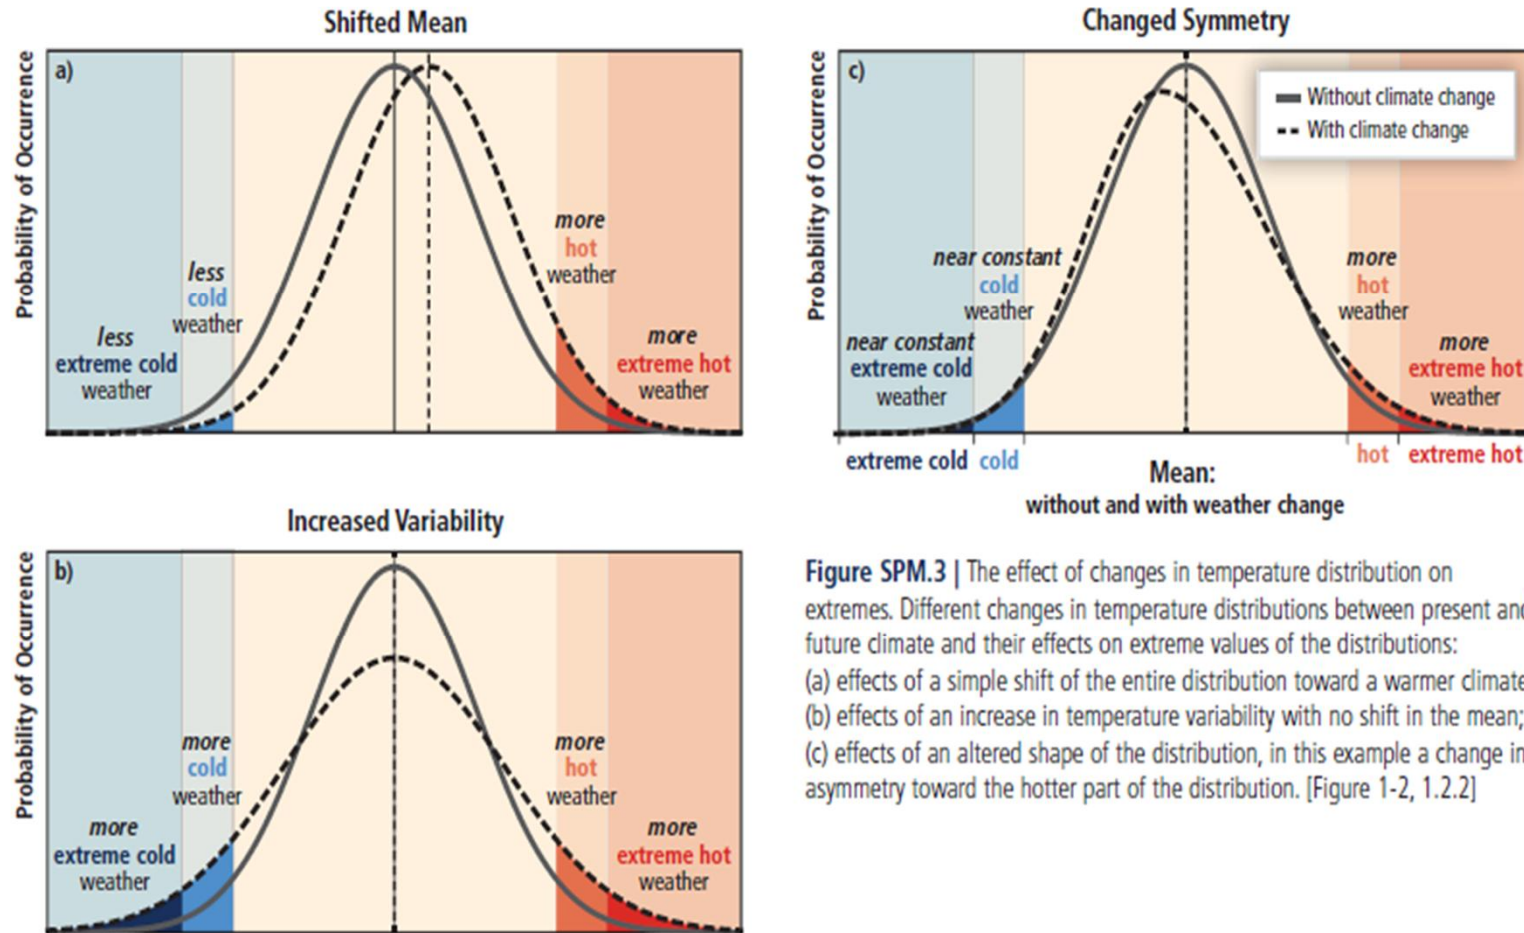 Shifted Mean
Probability of Occurrence
a)
less
cold
weather
less
extreme cold
weather
more
hot
weather
more
extreme hot
weather
Increased Variability
Probability of Occurrence
b)
more
cold
weather
more
extreme cold
weather
more
hot
weather
more
extreme hot
weather
Changed Symmetry
Probability of Occurrence
c)
Without climate change
With climate change
near constant
cold
weather
near constant
extreme cold
weather
more
hot
weather
more
extreme hot
weather
extreme cold cold
hot extreme hot
Mean:
without and with weather change
Figure SPM.3 | The effect of changes in temperature distribution on
extremes. Different changes in temperature distributions between present and
future climate and their effects on extreme values of the distributions:
(a) effects of a simple shift of the entire distribution toward a warmer climate
(b) effects of an increase in temperature variability with no shift in the mean;
(c) effects of an altered shape of the distribution, in this example a change in
asymmetry toward the hotter part of the distribution. [Figure 1-2, 1.2.2]